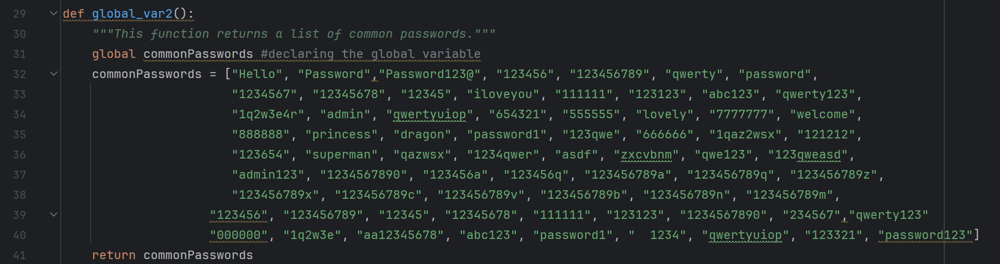 29 def global_var2():
30 """This function returns a list of common passwords."""
31 global commonPasswords #declaring the global variable
32 commonPasswords = ["Hello", "Password","Password123@", "123456", "123456789", "qwerty", "password",
33 "1234567", "12345678", "12345", "iloveyou", "111111", "123123", "abc123", "qwerty123",
34 "1q2w3e4r", "admin", "qwertyuiop", "654321", "555555", "lovely", "7777777", "welcome",
35 "888888", "princess", "dragon", "password1", "123qwe", "666666", "1qaz2wsx", "121212",
36 "123654", "superman", "qazwsx", "1234qwer", "asdf", "zxcvbnm", "qwe123", "123qweasd",
37 "admin123", "1234567890", "123456a", "123456q", "123456789a", "123456789q", "123456789z",
38 "123456789x", "123456789c", "123456789v", "123456789b", "123456789n", "123456789m",
39 "123456", "123456789", "12345", "12345678", "111111", "123123", "1234567890", "234567","qwerty123"
40 "000000", "1q2w3e", "aa12345678", "abc123", "password1", "  1234", "qwertyuiop", "123321", "password123"]
41 return commonPasswords